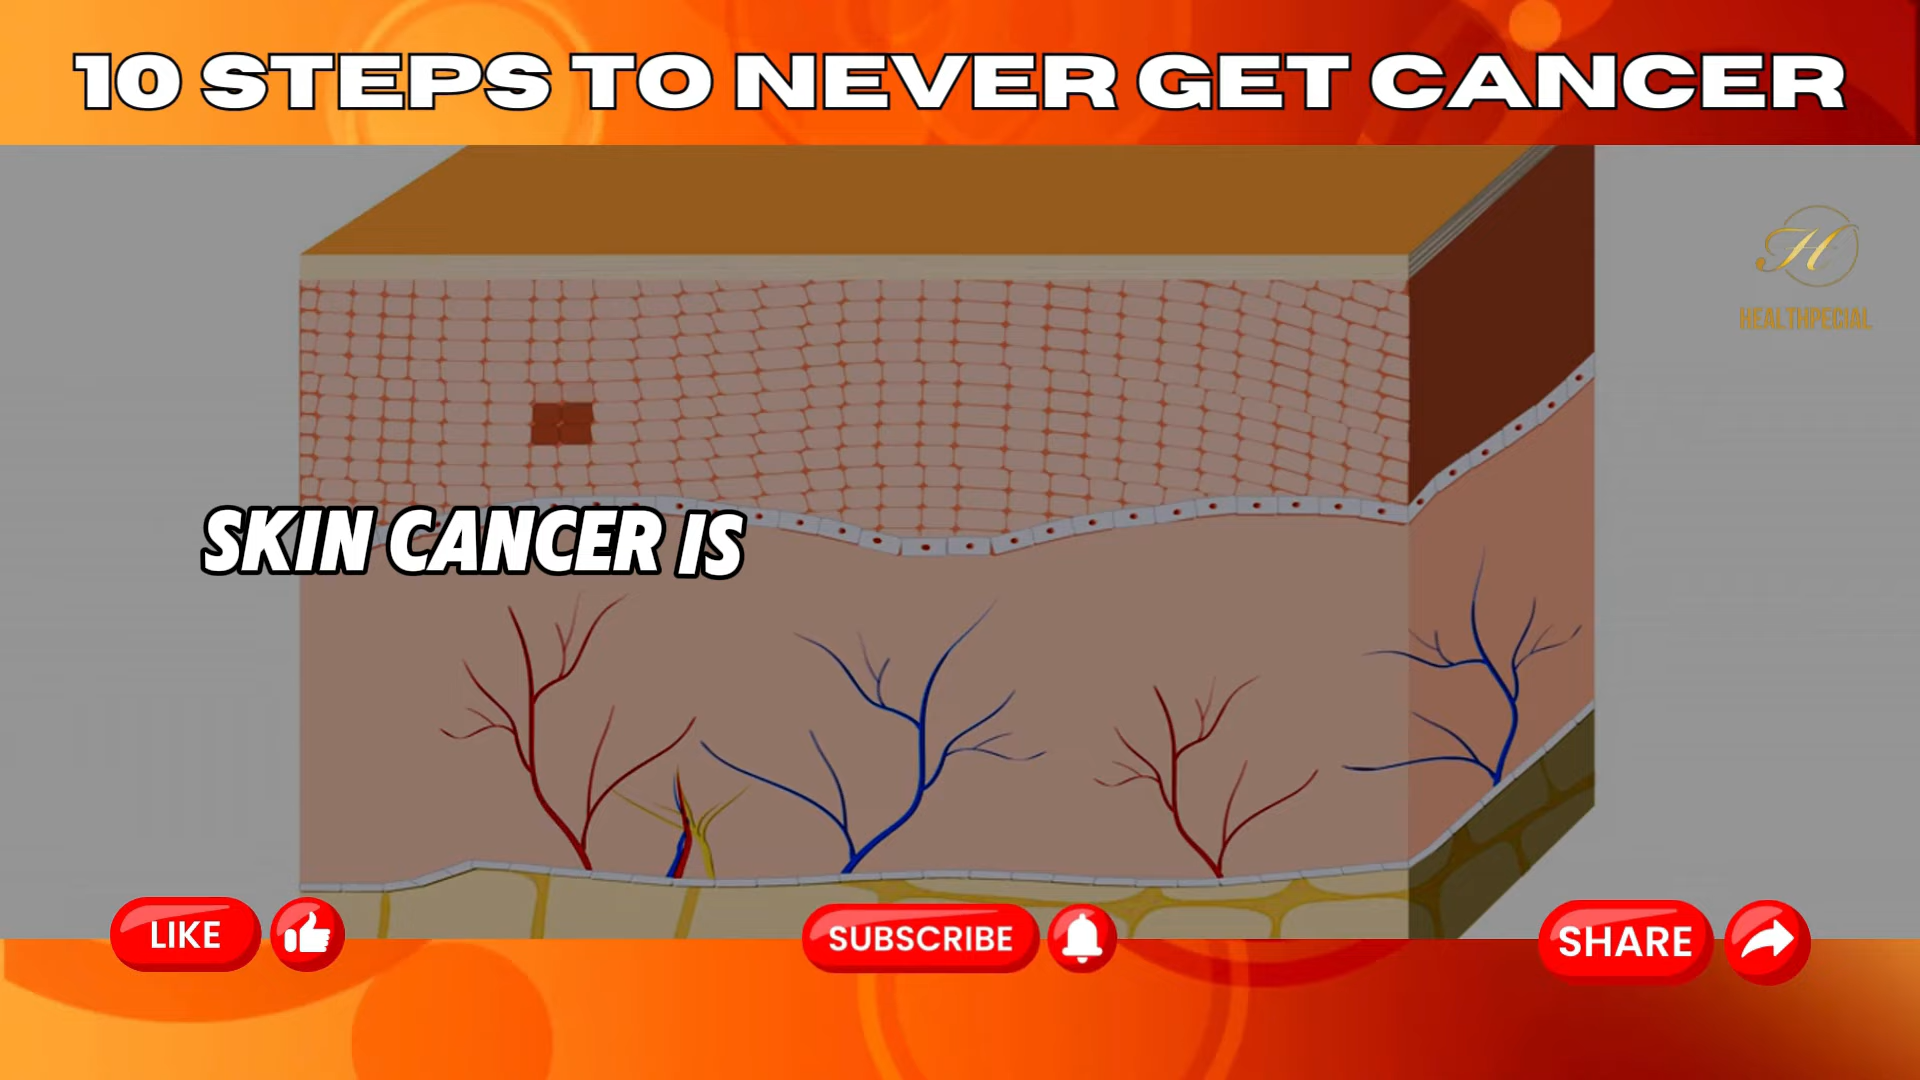 10 STEPS TO NEVER GET CANCER
H
HEALTHPECIAL
SKIN CANCER IS
LIKE
SUBSCRIBE
SHARE